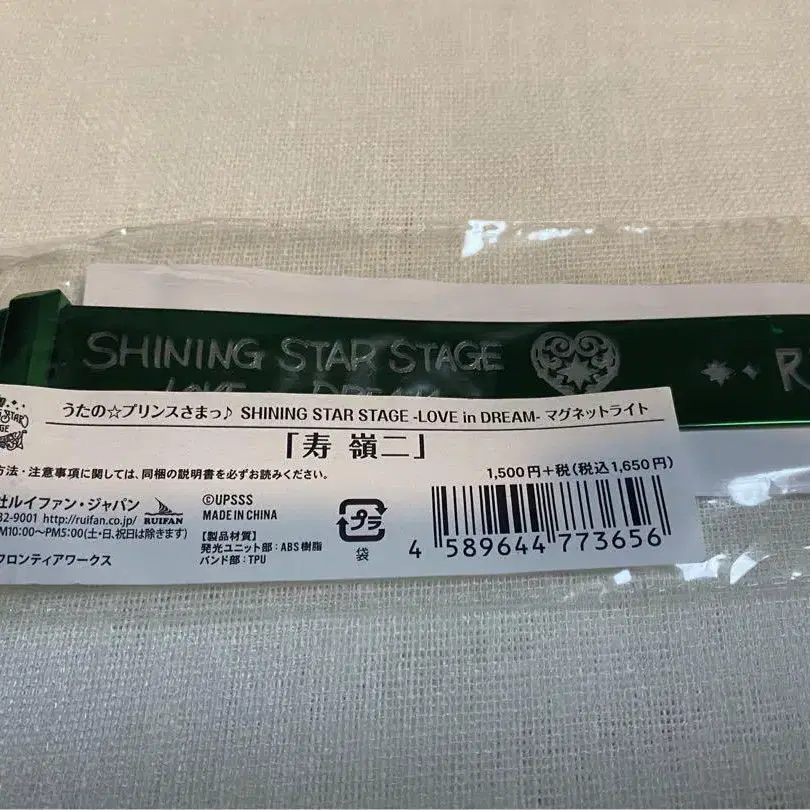 SHINING STAR STAGE
R
うたの☆プリンスさまっ♪ SHINING STAR STAGE -LOVE in DREAM- マグネットライト
「寿 嶺二」
方法・注意事項に関しては、同梱の説明書を必ずお読みください。
1,500円+税(税込1,650円)
社ルイファン・ジャパン
32-9001 http://ruifan.co.jp/ RUIFAN
M10:00〜PM5:00(土・日、祝日は除きます)
フロンティアワークス
©UPSSS
MADE IN CHINA
【製品材質】
発光ユニット部：ABS樹脂
バンド部：TPU
プラ
袋
4 589644 773656